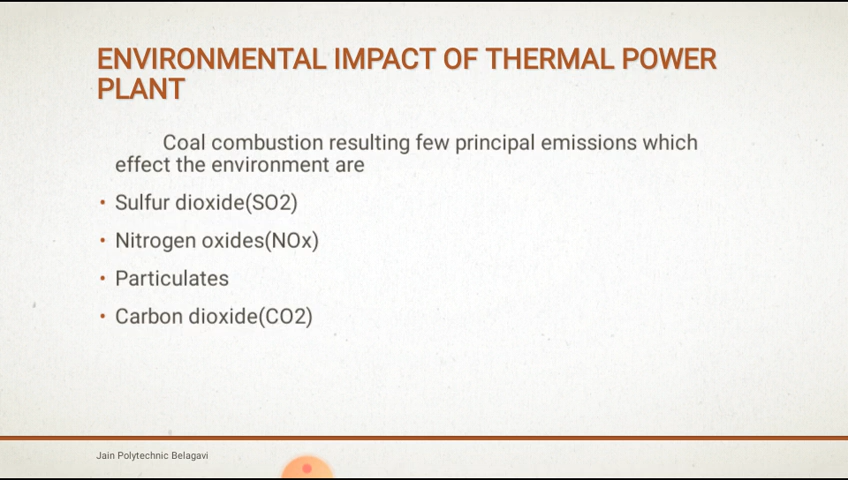 ENVIRONMENTAL IMPACT OF THERMAL POWER
PLANT
Coal combustion resulting few principal emissions which
effect the environment are
• Sulfur dioxide(SO2)
• Nitrogen oxides(NOx)
• Particulates
• Carbon dioxide(CO2)
Jain Polytechnic Belagavi